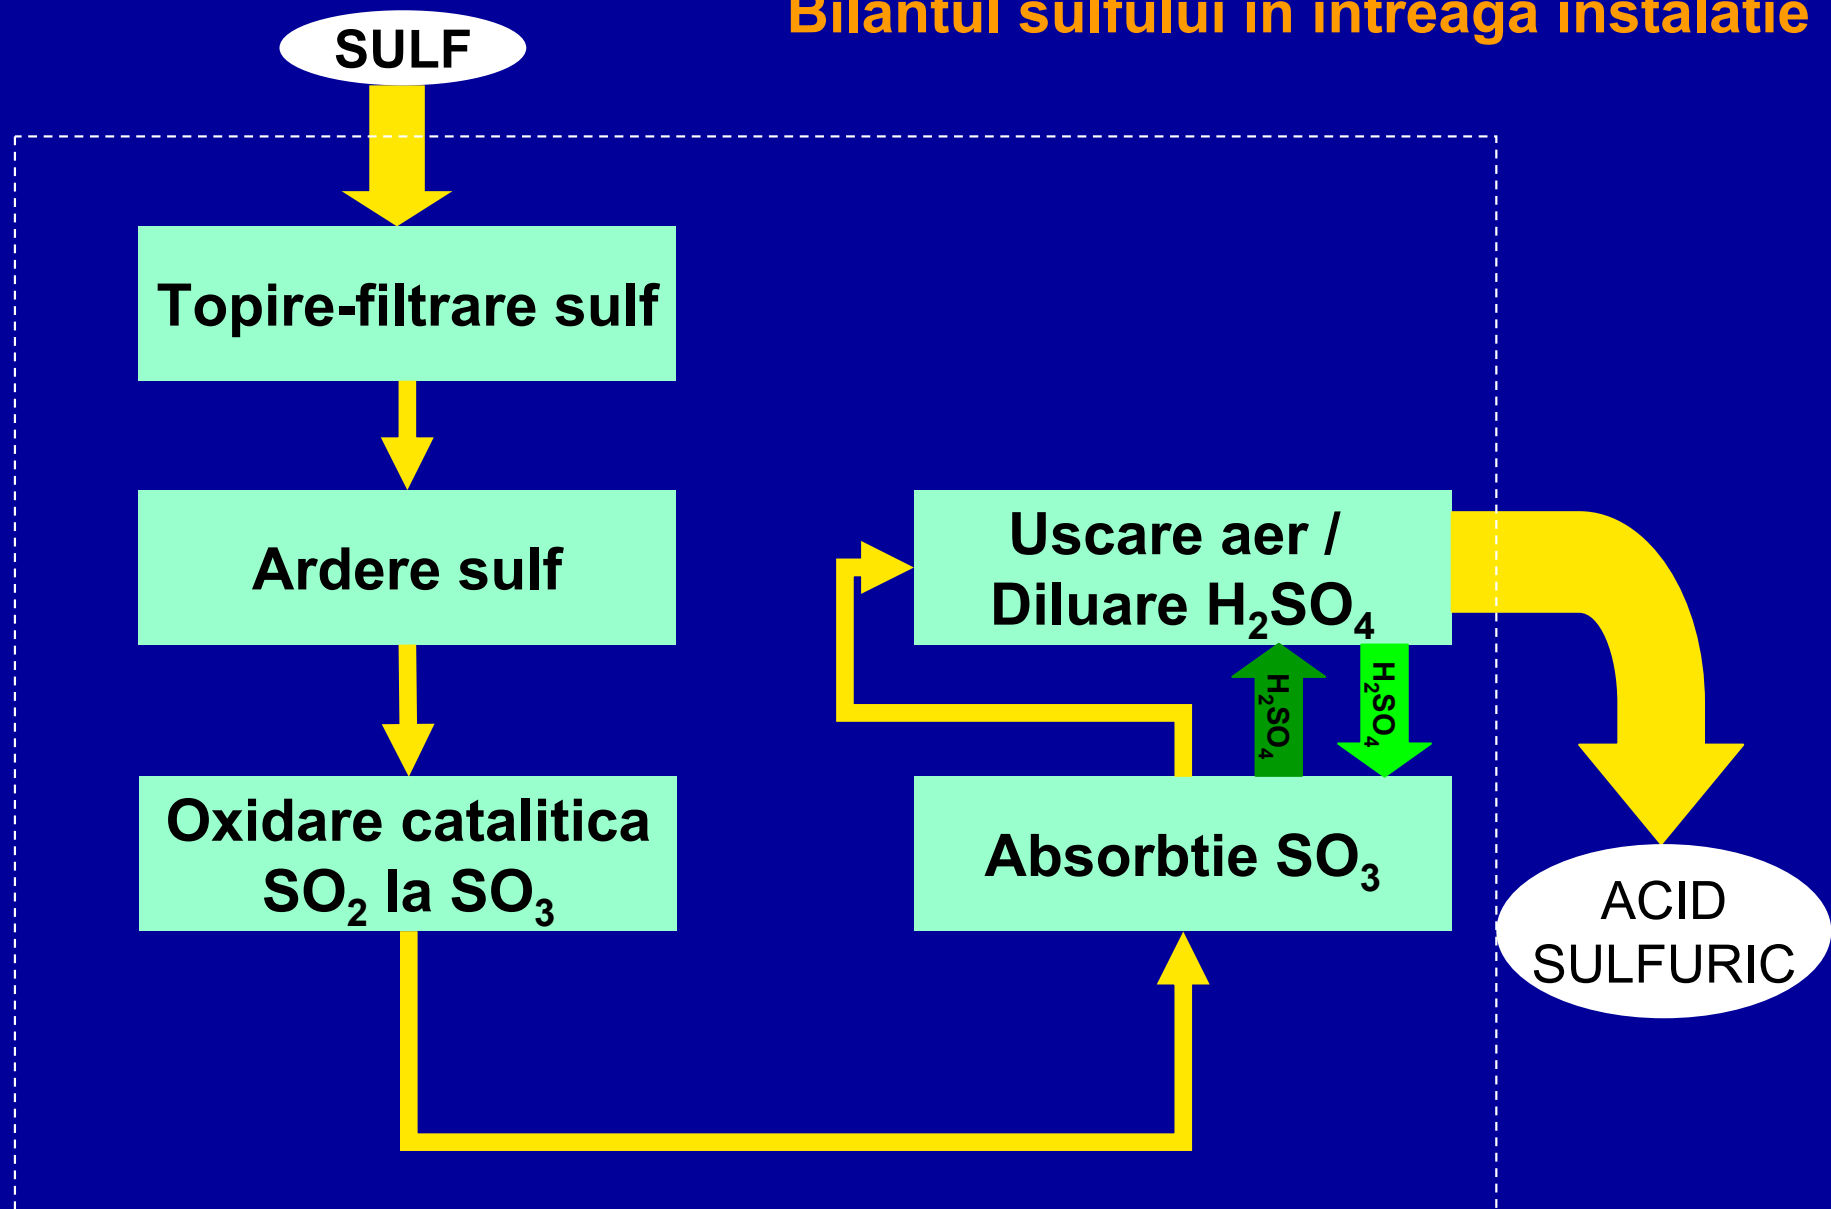 Bilantul sulfului in intreaga instalatie
SULF
Topire-filtrare sulf
Ardere sulf
Oxidare catalitica
SO₂ la SO₃
Uscare aer /
Diluare H₂SO₄
H₂SO₄
H₂SO₄
Absorbtie SO₃
ACID
SULFURIC